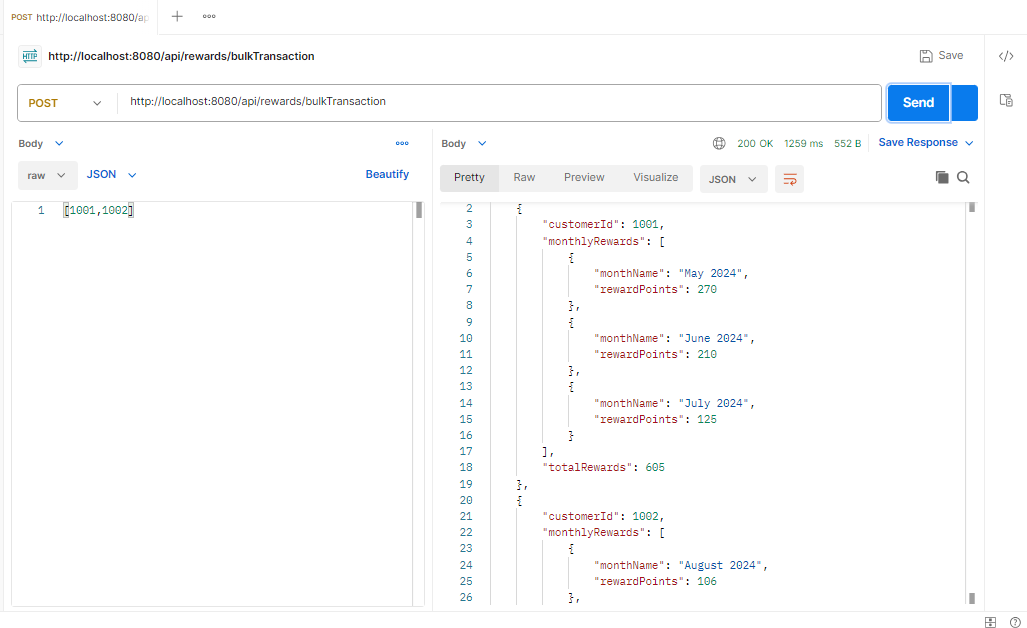 POST http://localhost:8080/ap
HTTP http://localhost:8080/api/rewards/bulkTransaction
Save
POST http://localhost:8080/api/rewards/bulkTransaction
Send
Body
raw JSON
Beautify
1 [1001,1002]
Body
200 OK 1259 ms 552 B Save Response
Pretty Raw Preview Visualize JSON
2 {
3 "customerId": 1001,
4 "monthlyRewards": [
5 {
6 "monthName": "May 2024",
7 "rewardPoints": 270
8 },
9 {
10 "monthName": "June 2024",
11 "rewardPoints": 210
12 },
13 {
14 "monthName": "July 2024",
15 "rewardPoints": 125
16 }
17 ],
18 "totalRewards": 605
19 },
20 {
21 "customerId": 1002,
22 "monthlyRewards": [
23 {
24 "monthName": "August 2024",
25 "rewardPoints": 106
26 },